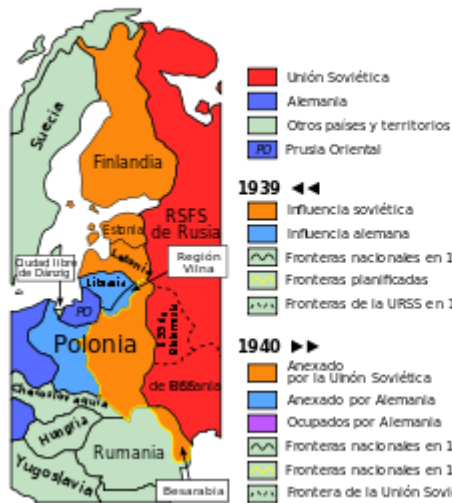 Suecia
Finlandia
Estonia
Letonia
Lituania
RSFS
de Rusia
Ciudad libre
de Dánzig
Región
Vilna
PO
Polonia
Checoslovaquia
Hungría
Rumania
Yugoslavia
Besarabia
Unión Soviética
Alemania
Otros países y territorios
PO Prusia Oriental
1939 ◄◄
Influencia soviética
Influencia alemana
Fronteras nacionales en 1
Fronteras planificadas
Fronteras de la URSS en 1
1940 ►►
Anexado
por la Uinón Soviética
Anexado por Alemania
Ocupados por Alemania
Fronteras nacionales en 1
Fronteras nacionales en 1
Frontera de la Unión Sovi